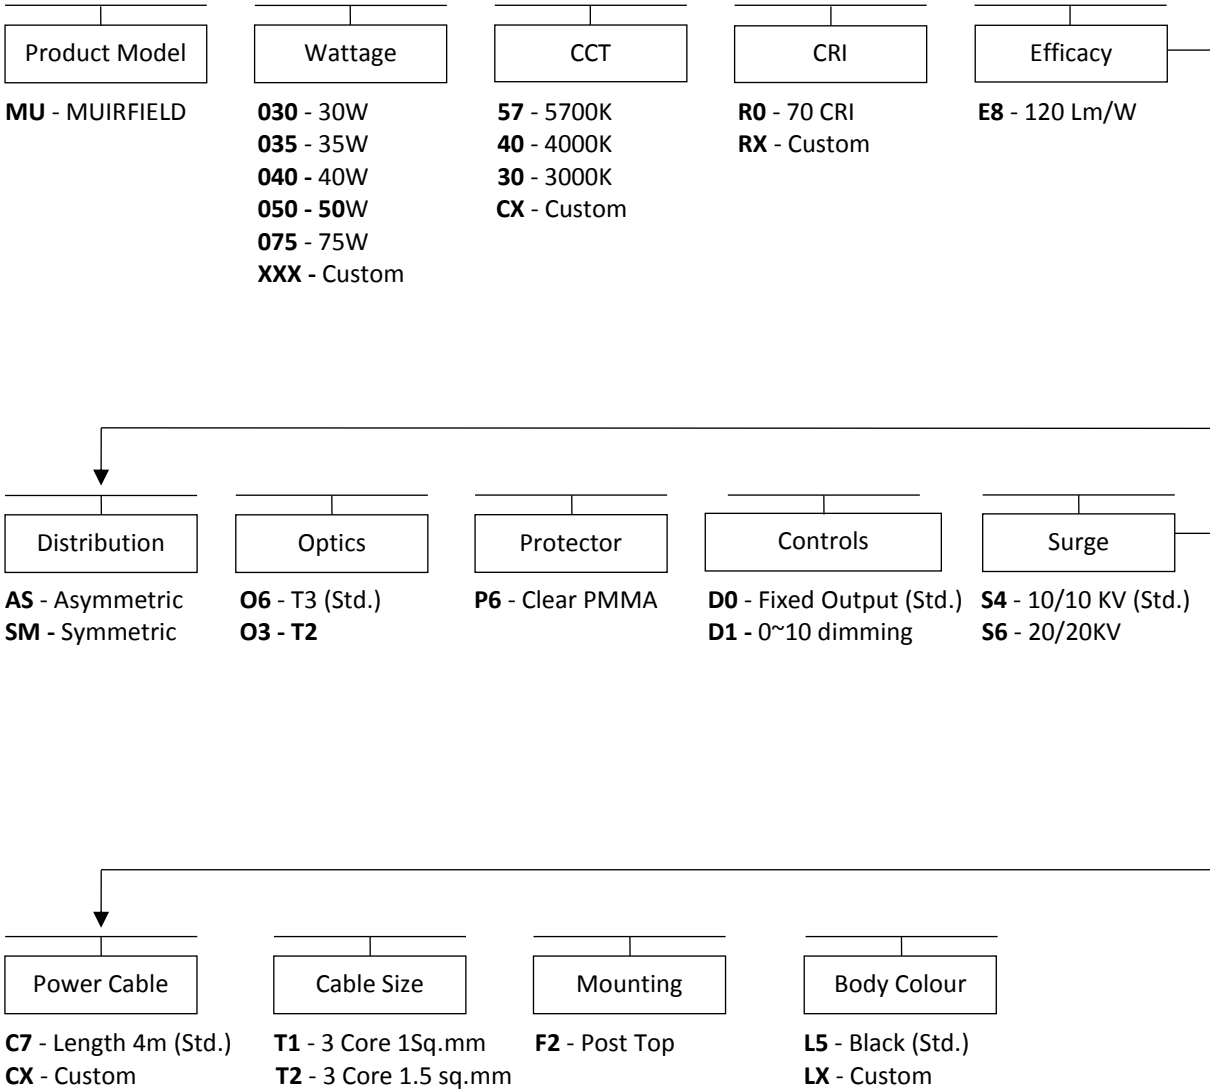 Product Model
Wattage
CCT
CRI
Efficacy
MU - MUIRFIELD
030 - 30W
035 - 35W
040 - 40W
050 - 50W
075 - 75W
XXX - Custom
57 - 5700K
40 - 4000K
30 - 3000K
CX - Custom
R0 - 70 CRI
RX - Custom
E8 - 120 Lm/W
Distribution
Optics
Protector
Controls
Surge
AS - Asymmetric
SM - Symmetric
O6 - T3 (Std.)
O3 - T2
P6 - Clear PMMA
D0 - Fixed Output (Std.)
D1 - 0~10 dimming
S4 - 10/10 KV (Std.)
S6 - 20/20KV
Power Cable
Cable Size
Mounting
Body Colour
C7 - Length 4m (Std.)
CX - Custom
T1 - 3 Core 1Sq.mm
T2 - 3 Core 1.5 sq.mm
F2 - Post Top
L5 - Black (Std.)
LX - Custom